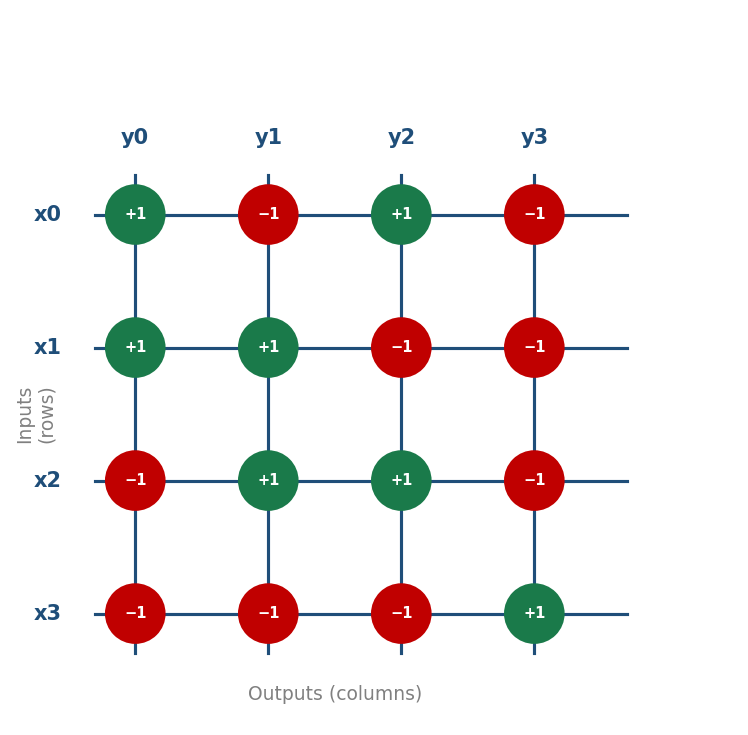 y0 y1 y2 y3
x0 +1 −1 +1 −1
x1 +1 +1 −1 −1
Inputs
(rows)
x2 −1 +1 +1 −1
x3 −1 −1 −1 +1
Outputs (columns)